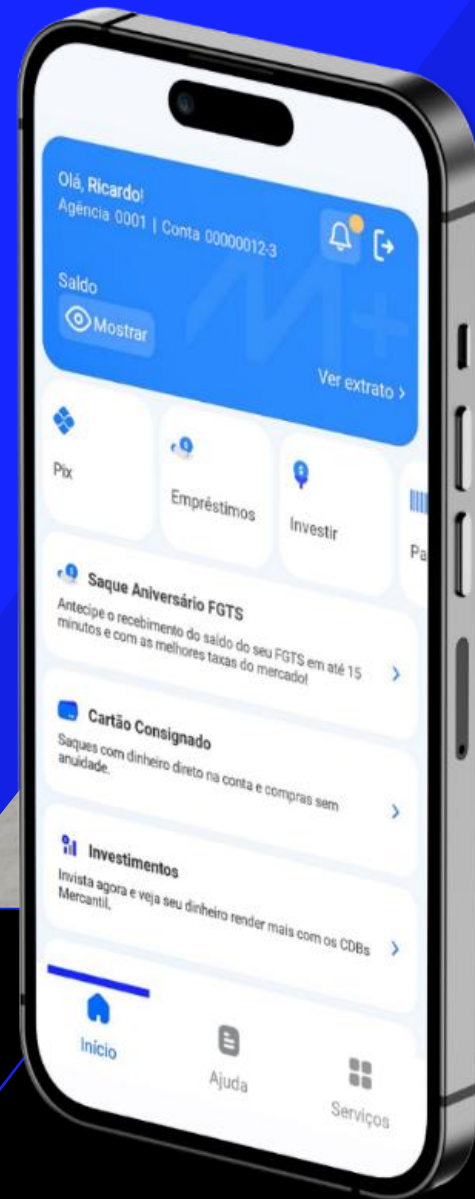 Olá, Ricardo!
Agência 0001 | Conta 00000012-3
Saldo
Mostrar
M+
Ver extrato >
Pix
Empréstimos
Investir
Pa
Saque Aniversário FGTS
Antecipe o recebimento do saldo do seu FGTS em até 15
minutos e com as melhores taxas do mercado!
Cartão Consignado
Saques com dinheiro direto na conta e compras sem
anuidade.
Investimentos
Invista agora e veja seu dinheiro render mais com os CDBs
Mercantil.
Início
Ajuda
Serviços